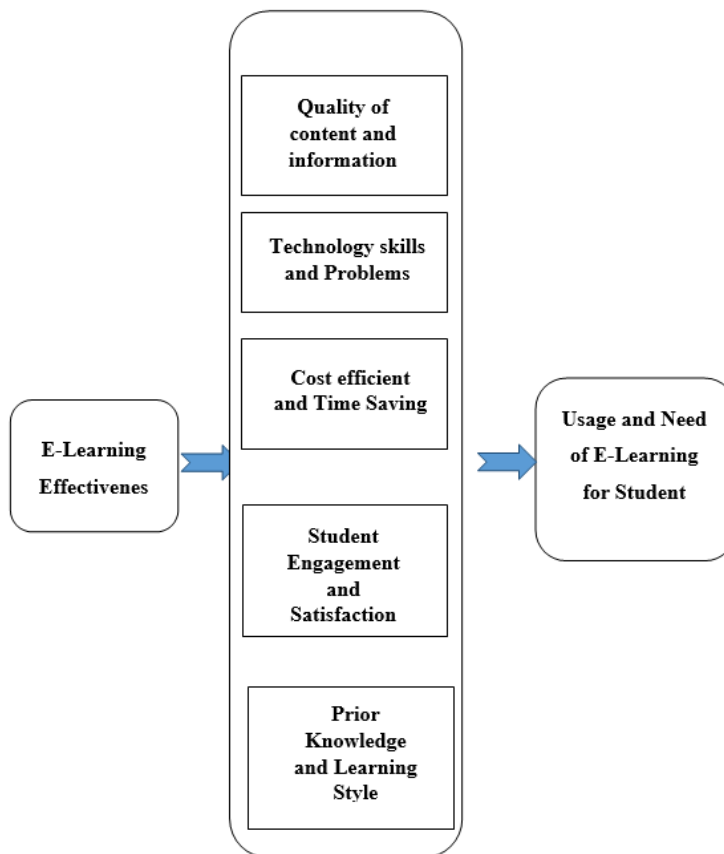 E-Learning
Effectivenes
Quality of
content and
information
Technology skills
and Problems
Cost efficient
and Time Saving
Student
Engagement
and
Satisfaction
Prior
Knowledge
and Learning
Style
Usage and Need
of E-Learning
for Student